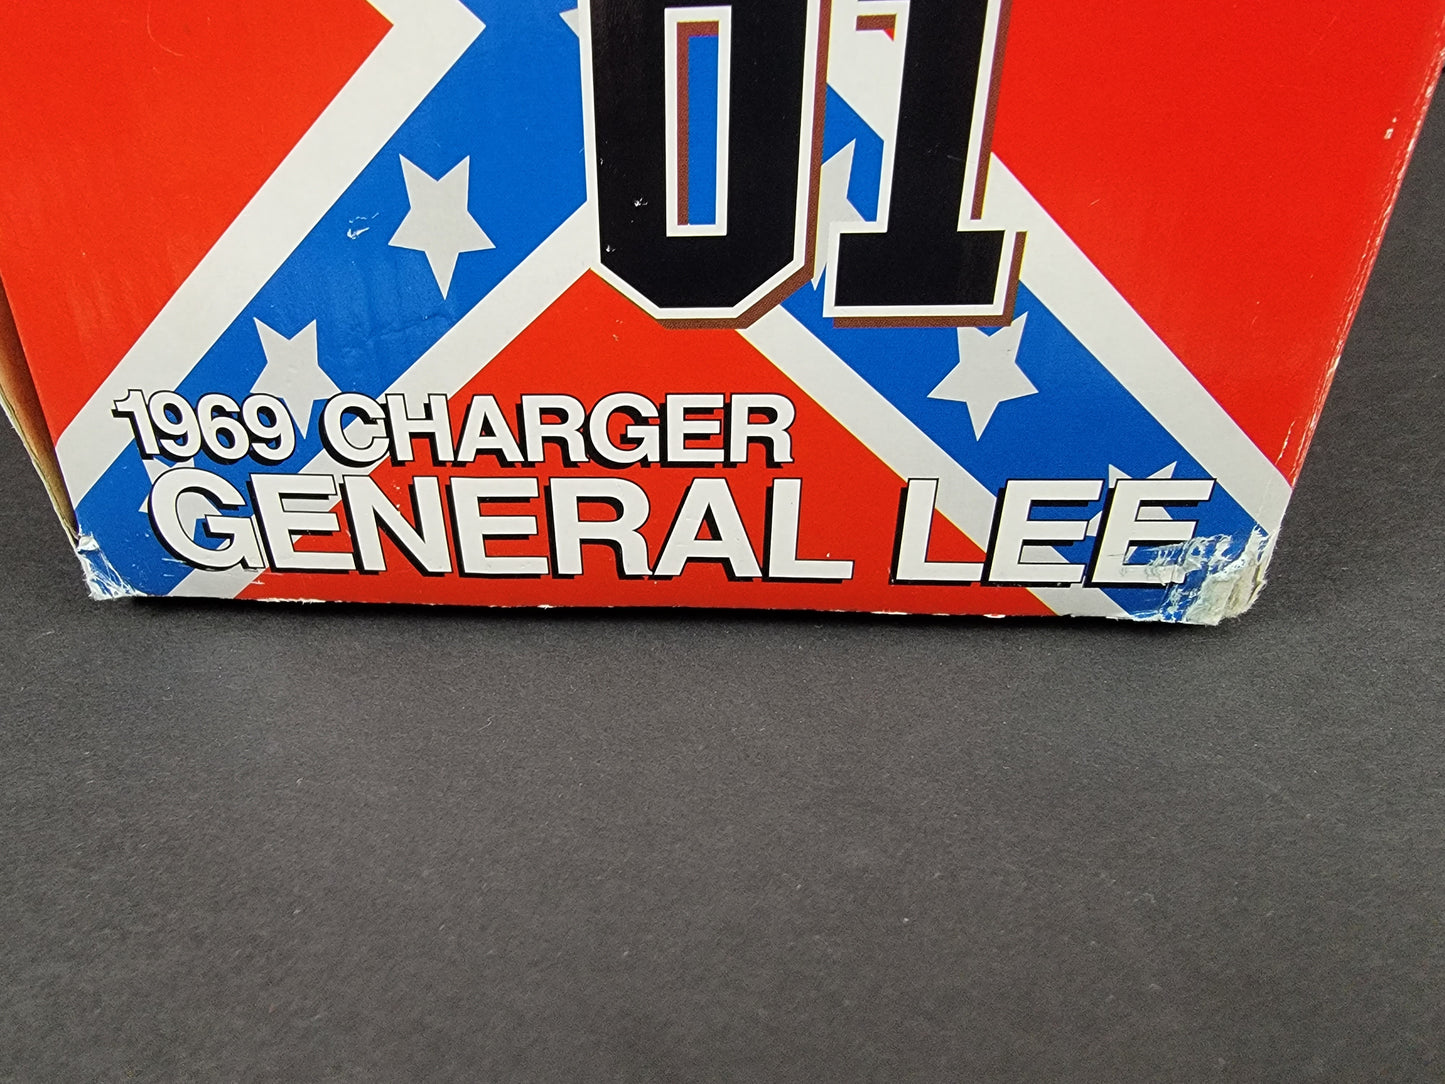 01
1969 CHARGER
GENERAL LEE